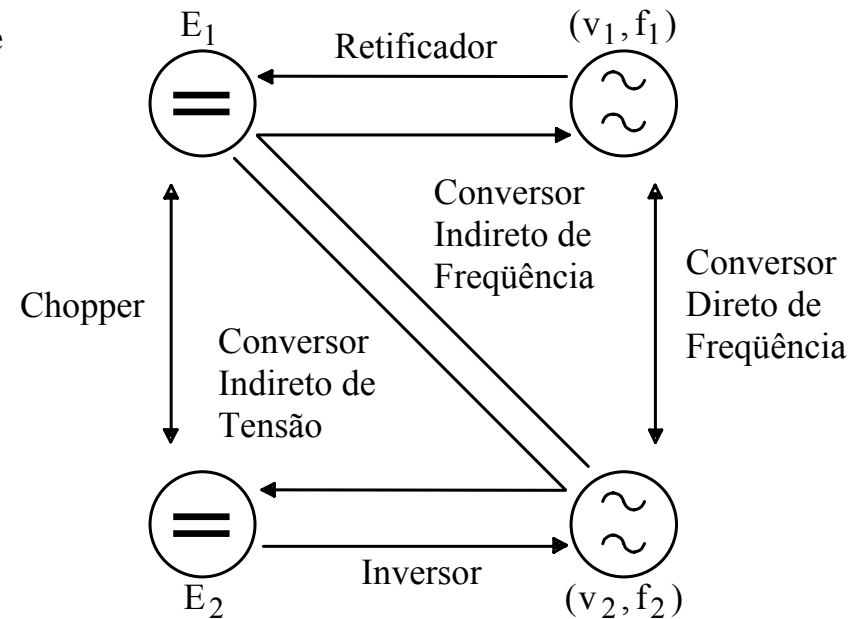 e
E1
Retificador
(v1,f1)
Conversor
Indireto de
Freqüência
Conversor
Direto de
Freqüência
Chopper
Conversor
Indireto de
Tensão
Inversor
E2
(v2,f2)